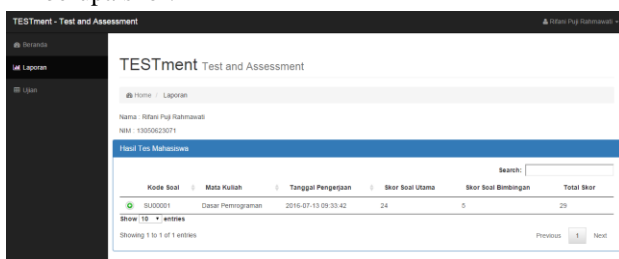 TESTment - Test and Assessment
Rifani Puji Rahmawati
Beranda
Laporan
Ujian
TESTment Test and Assessment
Home / Laporan
Nama : Rifani Puji Rahmawati
NIM : 13050623071
Hasil Tes Mahasiswa
Search:
Kode Soal Mata Kuliah Tanggal Pengerjaan Skor Soal Utama Skor Soal Bimbingan Total Skor
SU00001 Dasar Pemrograman 2016-07-13 09:33:42 24 5 29
Show 10 entries
Showing 1 to 1 of 1 entries
Previous 1 Next